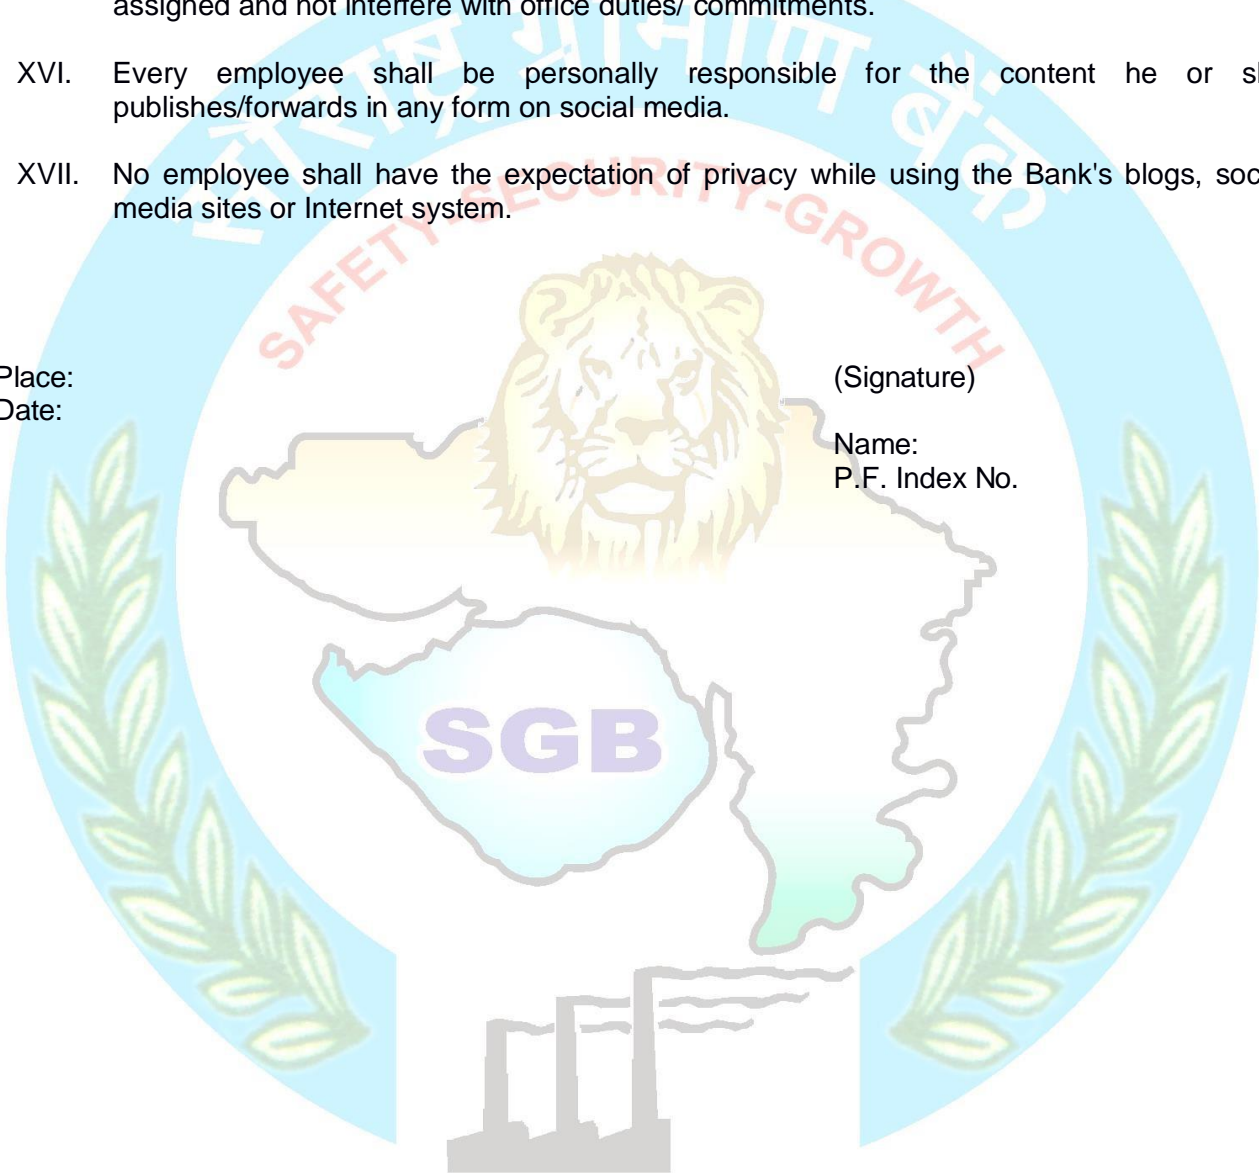 assigned and not interfere with office duties/ commitments.
XVI. Every employee shall be personally responsible for the content he or
publishes/forwards in any form on social media.
XVII. No employee shall have the expectation of privacy while using the Bank's blogs,
media sites or Internet system.
सौराष्ट्र ग्रामीण बैंक
SAFETY-SECURITY-GROWTH
Place: (Signature)
Date:
Name:
P.F. Index No.
SGB